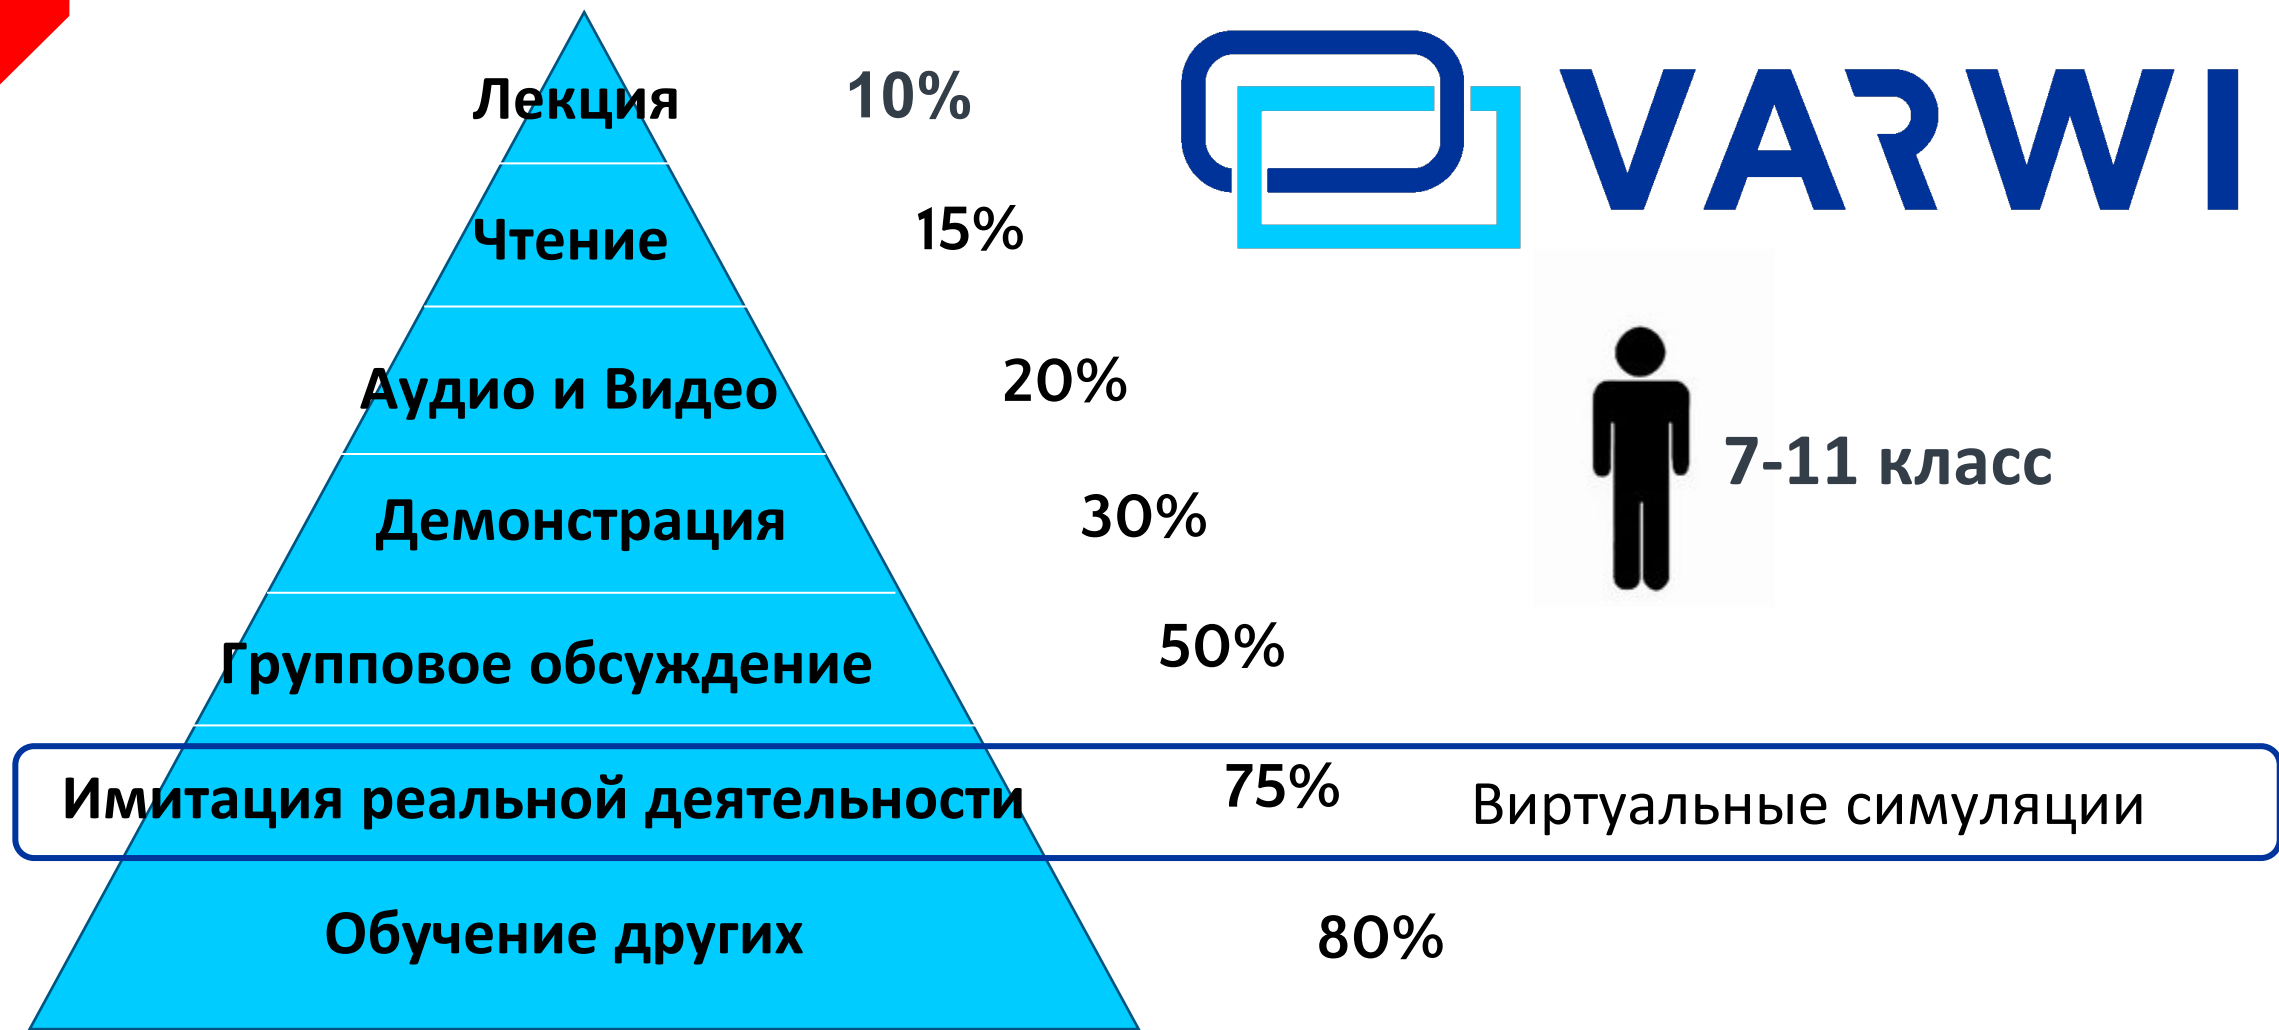 VARWI
Лекция 10%
Чтение 15%
Аудио и Видео 20%
Демонстрация 30%
7-11 класс
Групповое обсуждение 50%
Имитация реальной деятельности 75% Виртуальные симуляции
Обучение других 80%